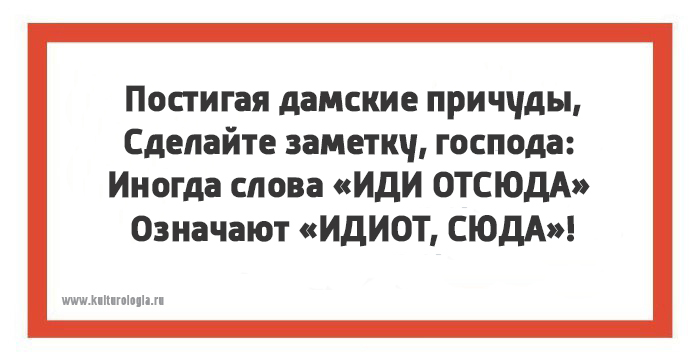 Постигая дамские причуды,
Сделайте заметку, господа:
Иногда слова «ИДИ ОТСЮДА»
Означают «ИДИОТ, СЮДА»!
www.kulturologia.ru